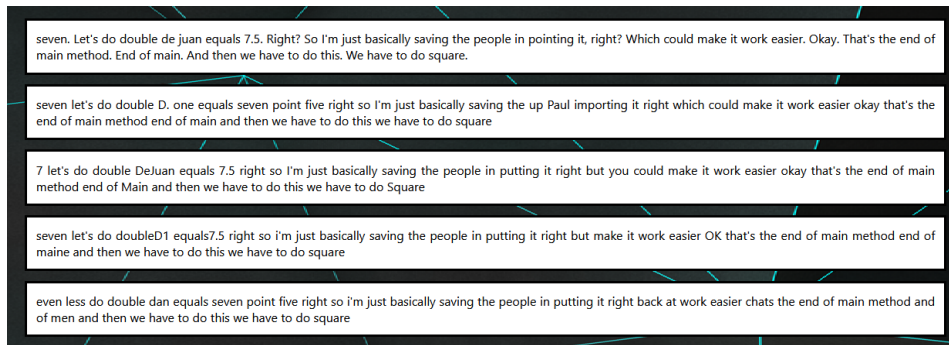 seven. Let's do double de juan equals 7.5. Right? So I'm just basically saving the people in pointing it, right? Which could make it work easier. Okay. That's the end of
main method. End of main. And then we have to do this. We have to do square.
seven let's do double D. one equals seven point five right so I'm just basically saving the up Paul importing it right which could make it work easier okay that's the
end of main method end of main and then we have to do this we have to do square
7 let's do double DeJuan equals 7.5 right so I'm just basically saving the people in putting it right but you could make it work easier okay that's the end of main
method end of Main and then we have to do this we have to do Square
seven let's do doubleD1 equals7.5 right so i'm just basically saving the people in putting it right but make it work easier OK that's the end of main method end of
maine and then we have to do this we have to do square
even less do double dan equals seven point five right so i'm just basically saving the people in putting it right back at work easier chats the end of main method and
of men and then we have to do this we have to do square